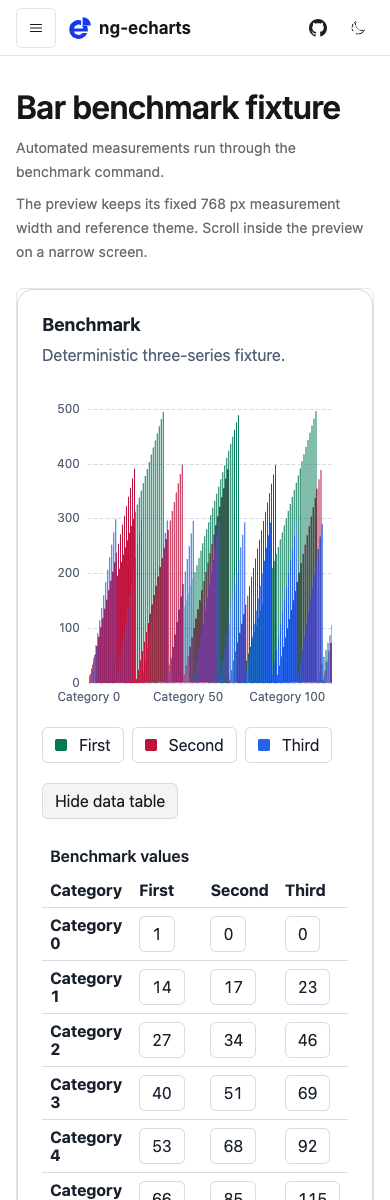 ng-echarts
Bar benchmark fixture
Automated measurements run through the
benchmark command.
The preview keeps its fixed 768 px measurement
width and reference theme. Scroll inside the preview
on a narrow screen.
Benchmark
Deterministic three-series fixture.
500
400
300
200
100
0
Category 0 Category 50 Category 100
First Second Third
Hide data table
Benchmark values
Category First Second Third
Category
0 1 0 0
Category
1 14 17 23
Category
2 27 34 46
Category
3 40 51 69
Category
4 53 68 92
Category 66 85 115